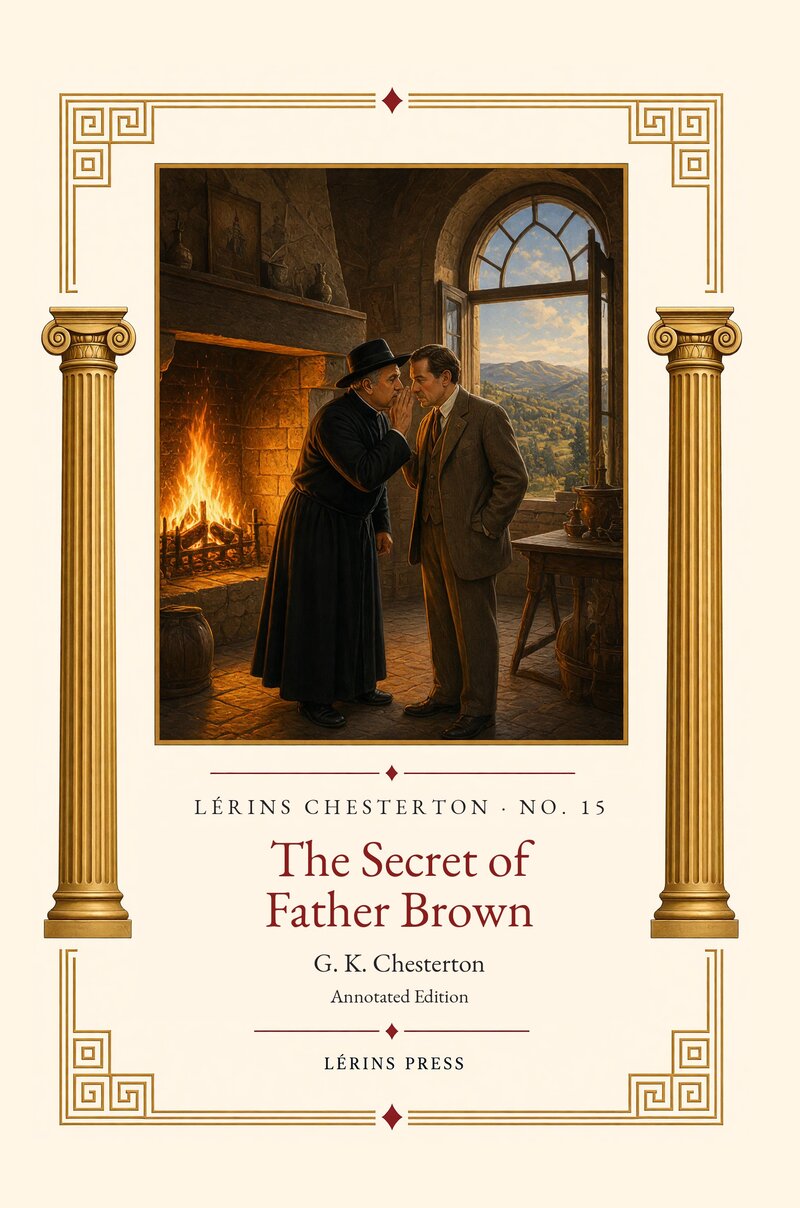 LÉRINS CHESTERTON · NO. 15
The Secret of
Father Brown
G. K. Chesterton
Annotated Edition
LÉRINS PRESS